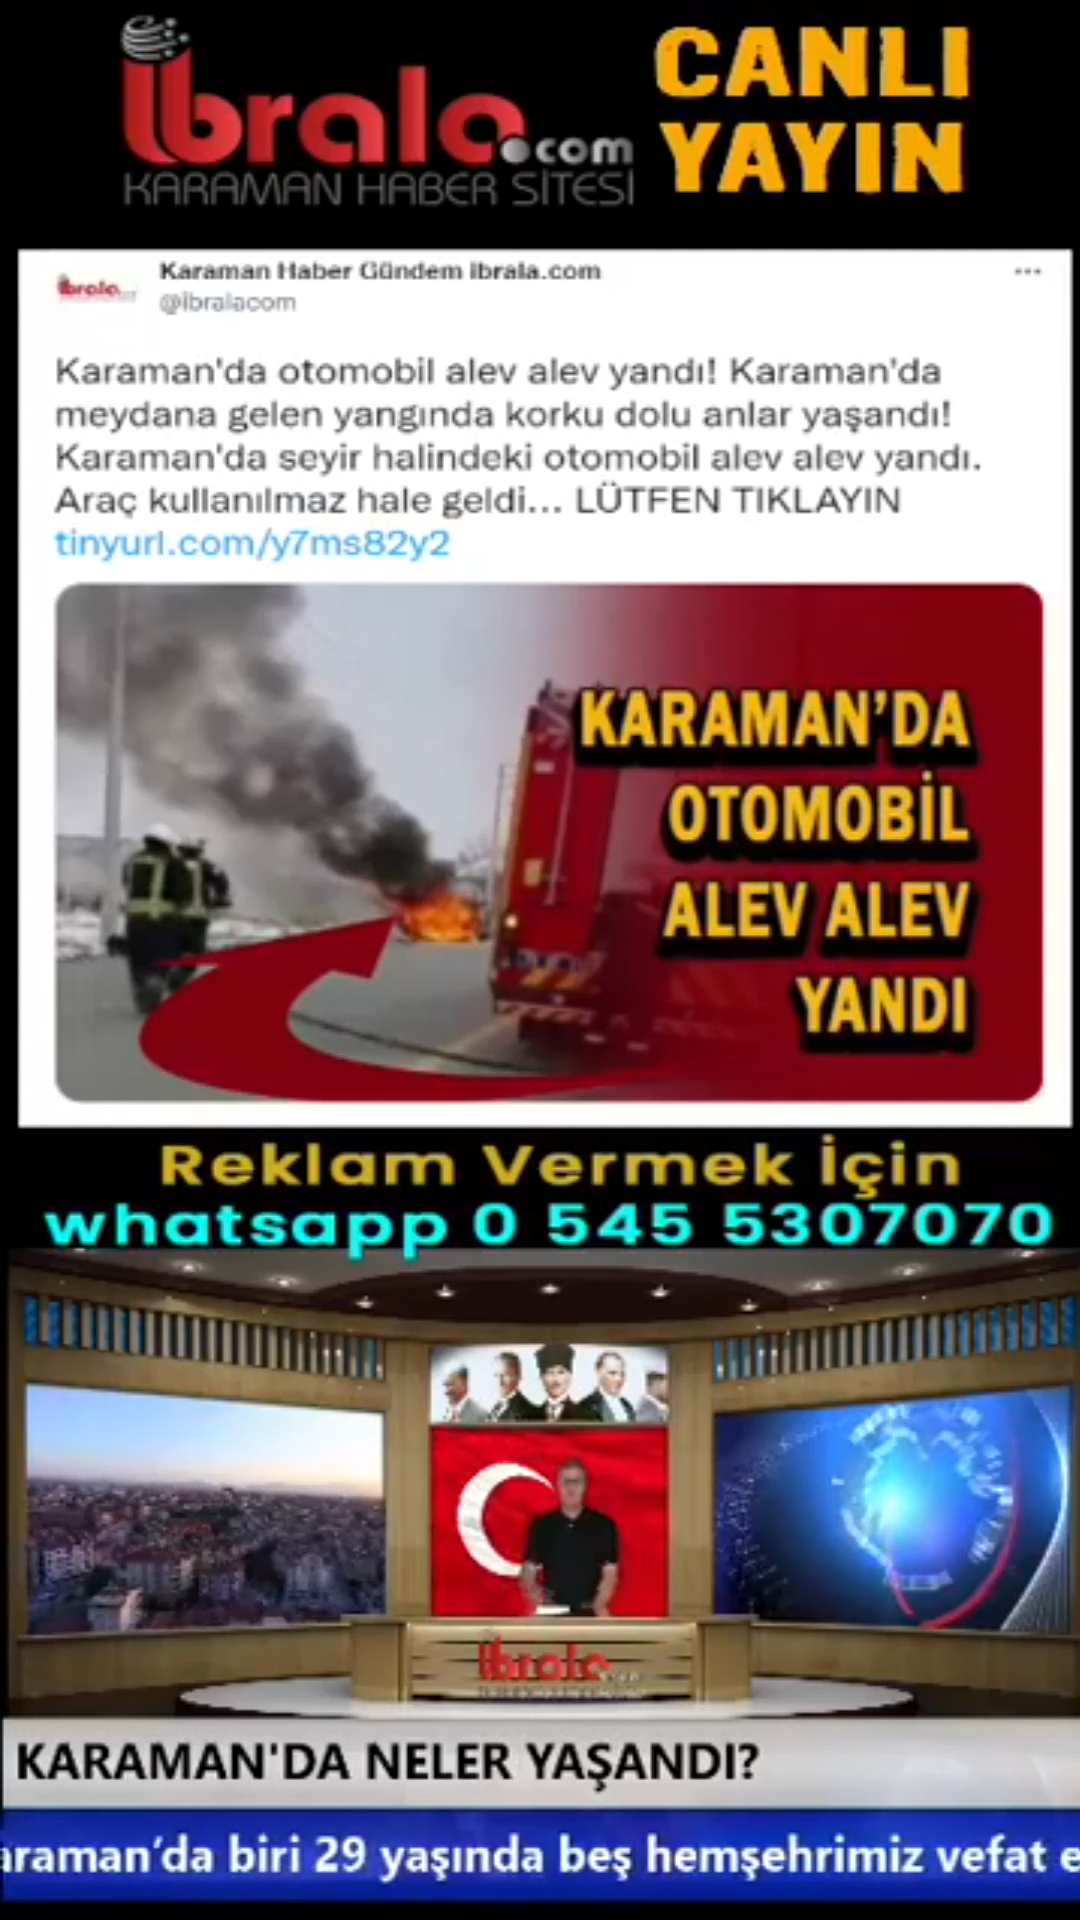 ibrala.com
KARAMAN HABER SİTESİ
CANLI
YAYIN
Karaman Haber Gündem ibrala.com
@ibralacom
Karaman'da otomobil alev alev yandı! Karaman'da
meydana gelen yangında korku dolu anlar yaşandı!
Karaman'da seyir halindeki otomobil alev alev yandı.
Araç kullanılmaz hale geldi... LÜTFEN TIKLAYIN
tinyurl.com/y7ms82y2
KARAMAN'DA
OTOMOBİL
ALEV ALEV
YANDI
Reklam Vermek İçin
whatsapp 0 545 5307070
ibrala
KARAMAN'DA NELER YAŞANDI?
araman'da biri 29 yaşında beş hemşehrimiz vefat e